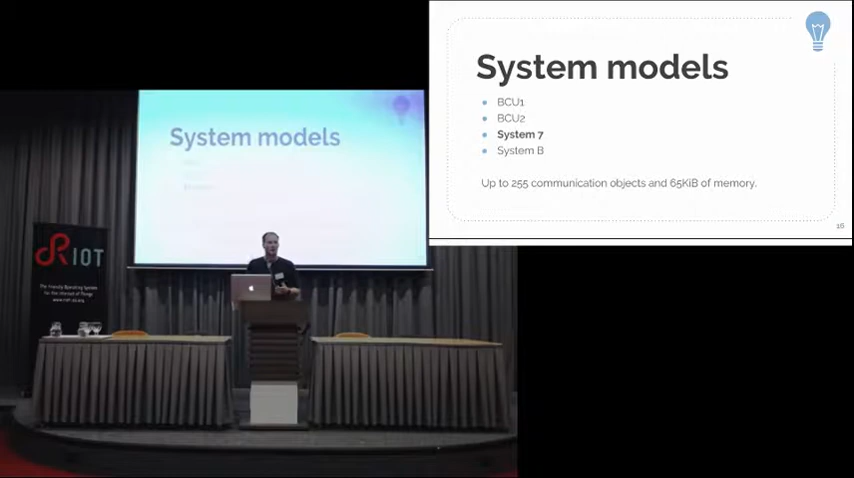 System models
BCU1
BCU2
System 7
System B
Up to 255 communication objects and 65KiB of memory.
16
System models
RIOT
The friendly Operating System
for the Internet of Things